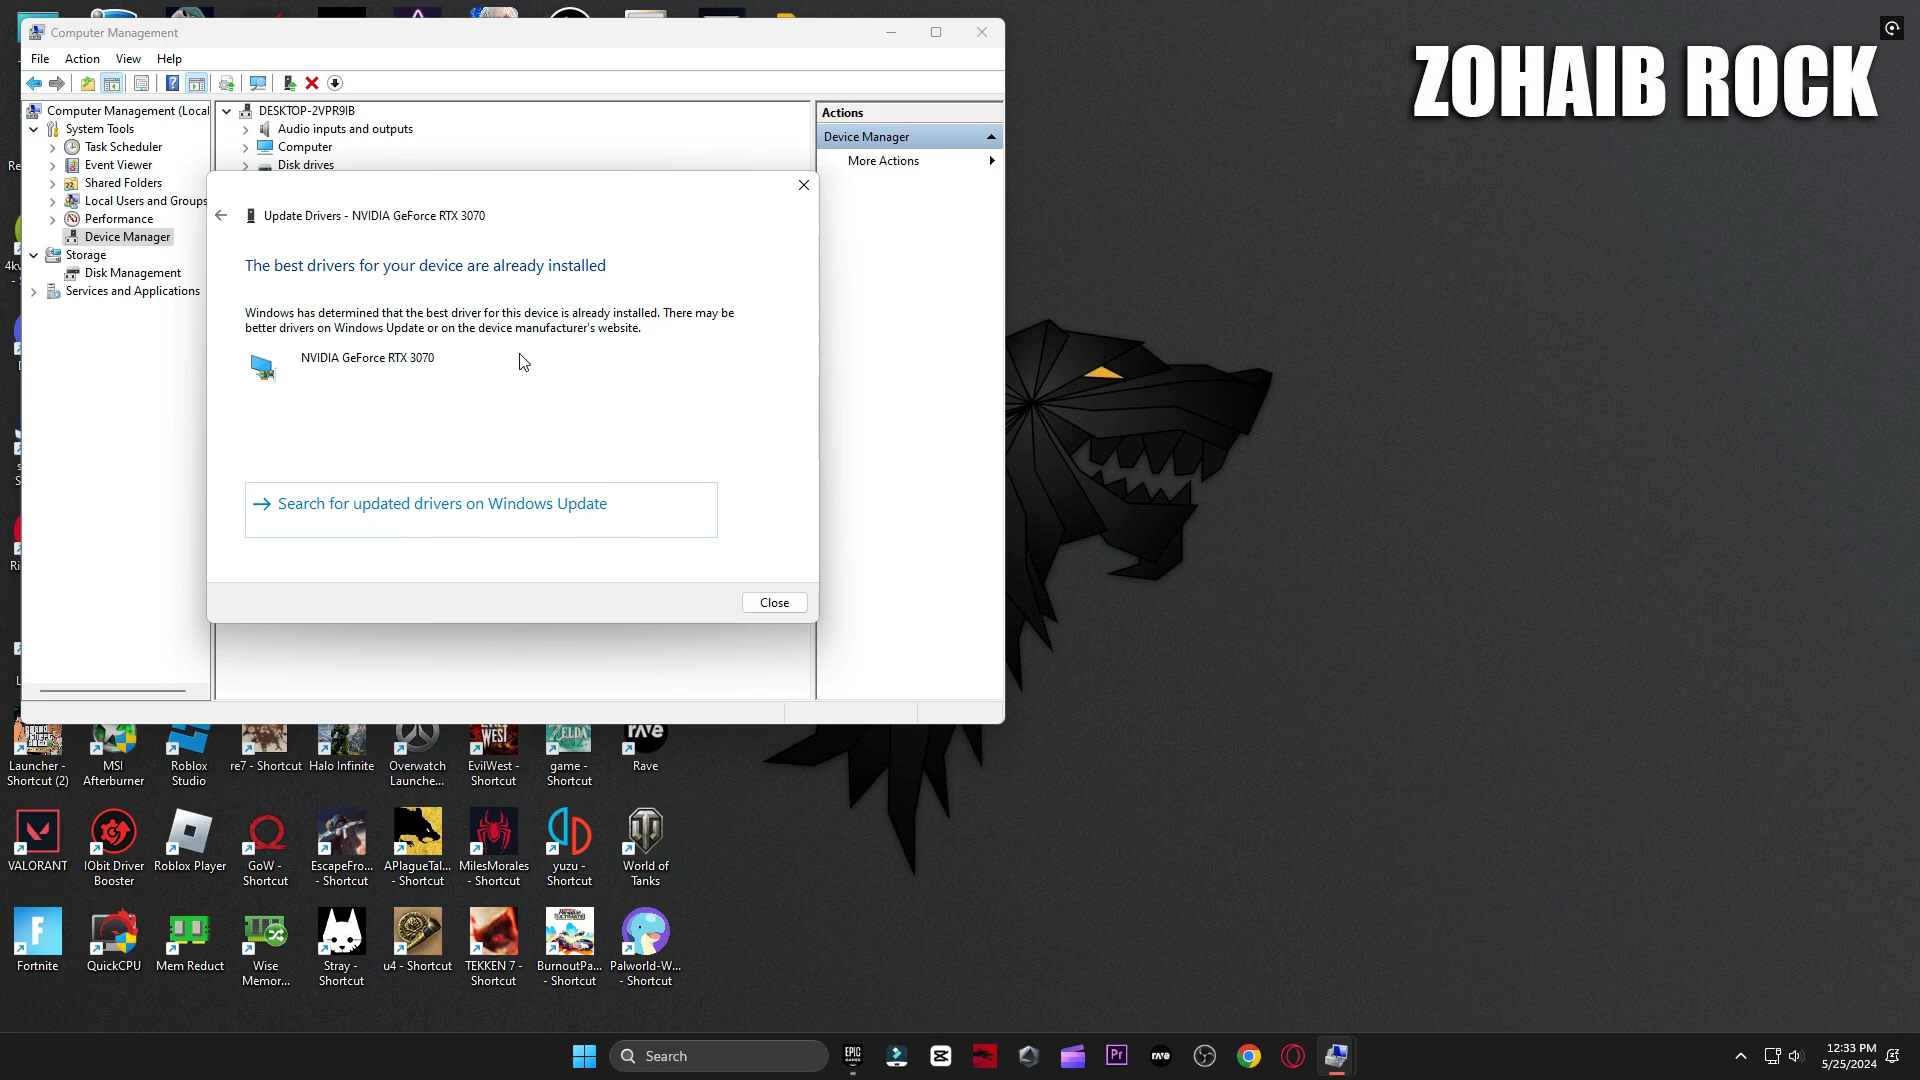 Computer Management
ZOHAIB ROCK
File Action View Help
Computer Management (Local
System Tools
Task Scheduler
Event Viewer
Shared Folders
Local Users and Groups
Performance
Device Manager
Storage
Disk Management
Services and Applications
DESKTOP-2VPR9IB
Audio inputs and outputs
Computer
Disk drives
Actions
Device Manager
More Actions
Update Drivers - NVIDIA GeForce RTX 3070
The best drivers for your device are already installed
Windows has determined that the best driver for this device is already installed. There may be
better drivers on Windows Update or on the device manufacturer's website.
NVIDIA GeForce RTX 3070
Search for updated drivers on Windows Update
Close
Launcher -
Shortcut (2)
MSI
Afterburner
Roblox
Studio
re7 - Shortcut
Halo Infinite
Overwatch
Launche...
EvilWest -
Shortcut
game -
Shortcut
Rave
VALORANT
IObit Driver
Booster
Roblox Player
GoW -
Shortcut
EscapeFro...
- Shortcut
APlagueTal...
- Shortcut
MilesMorales
- Shortcut
yuzu -
Shortcut
World of
Tanks
Fortnite
QuickCPU
Mem Reduct
Wise
Memor...
Stray -
Shortcut
u4 - Shortcut
TEKKEN 7 -
Shortcut
BurnoutPa...
- Shortcut
Palworld-W...
- Shortcut
Search
EPIC
GAMES
Pr
rave
12:33 PM
5/25/2024